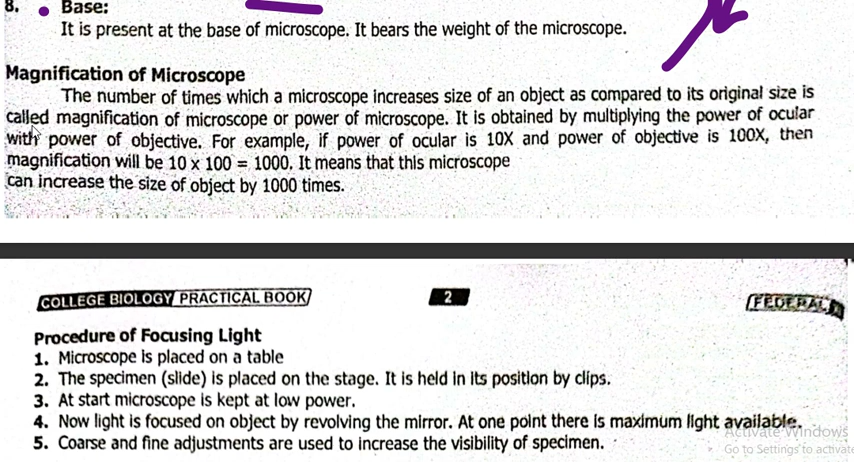 8. • Base:
It is present at the base of microscope. It bears the weight of the microscope.
Magnification of Microscope
The number of times which a microscope increases size of an object as compared to its original size is
called magnification of microscope or power of microscope. It is obtained by multiplying the power of ocular
with power of objective. For example, if power of ocular is 10X and power of objective is 100X, then
magnification will be 10 x 100 = 1000. It means that this microscope
can increase the size of object by 1000 times.
COLLEGE BIOLOGY PRACTICAL BOOK 2 FEDERAL
Procedure of Focusing Light
1. Microscope is placed on a table
2. The specimen (slide) is placed on the stage. It is held in its position by clips.
3. At start microscope is kept at low power.
4. Now light is focused on object by revolving the mirror. At one point there is maximum light available.
Activate Windows
5. Coarse and fine adjustments are used to increase the visibility of specimen.
Go to Settings to activate